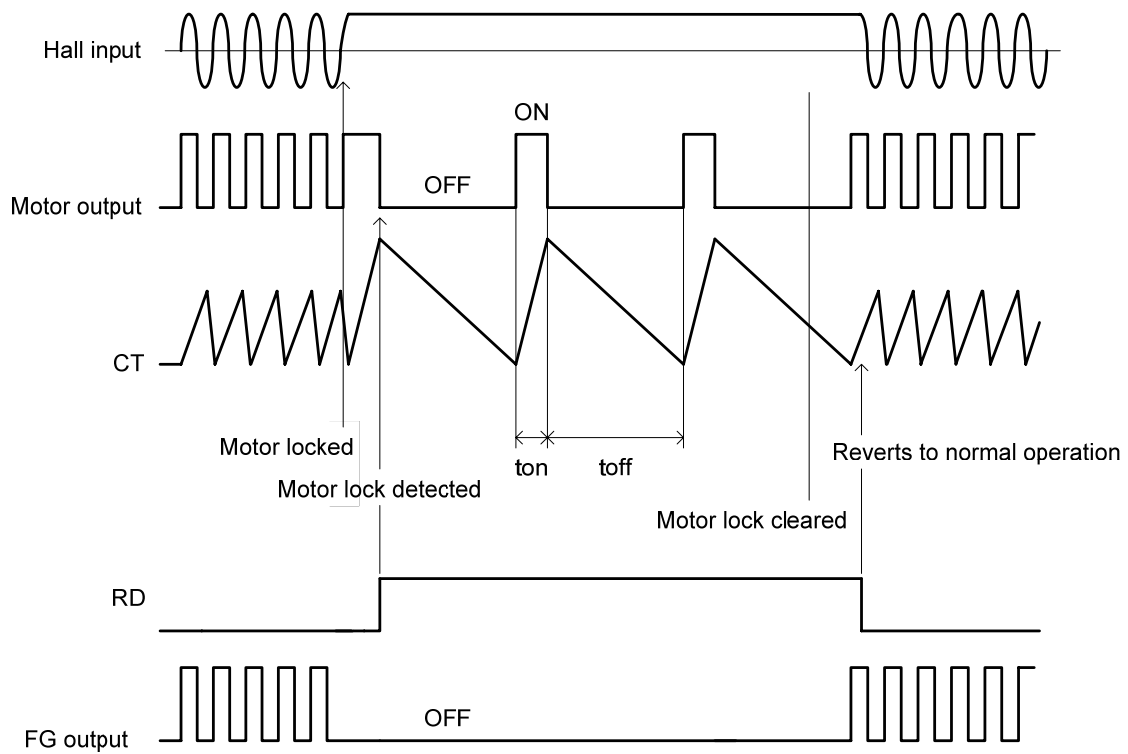 Hall input
ON
OFF
Motor output
CT
Motor locked
Reverts to normal operation
ton
toff
Motor lock detected
Motor lock cleared
RD
OFF
FG output